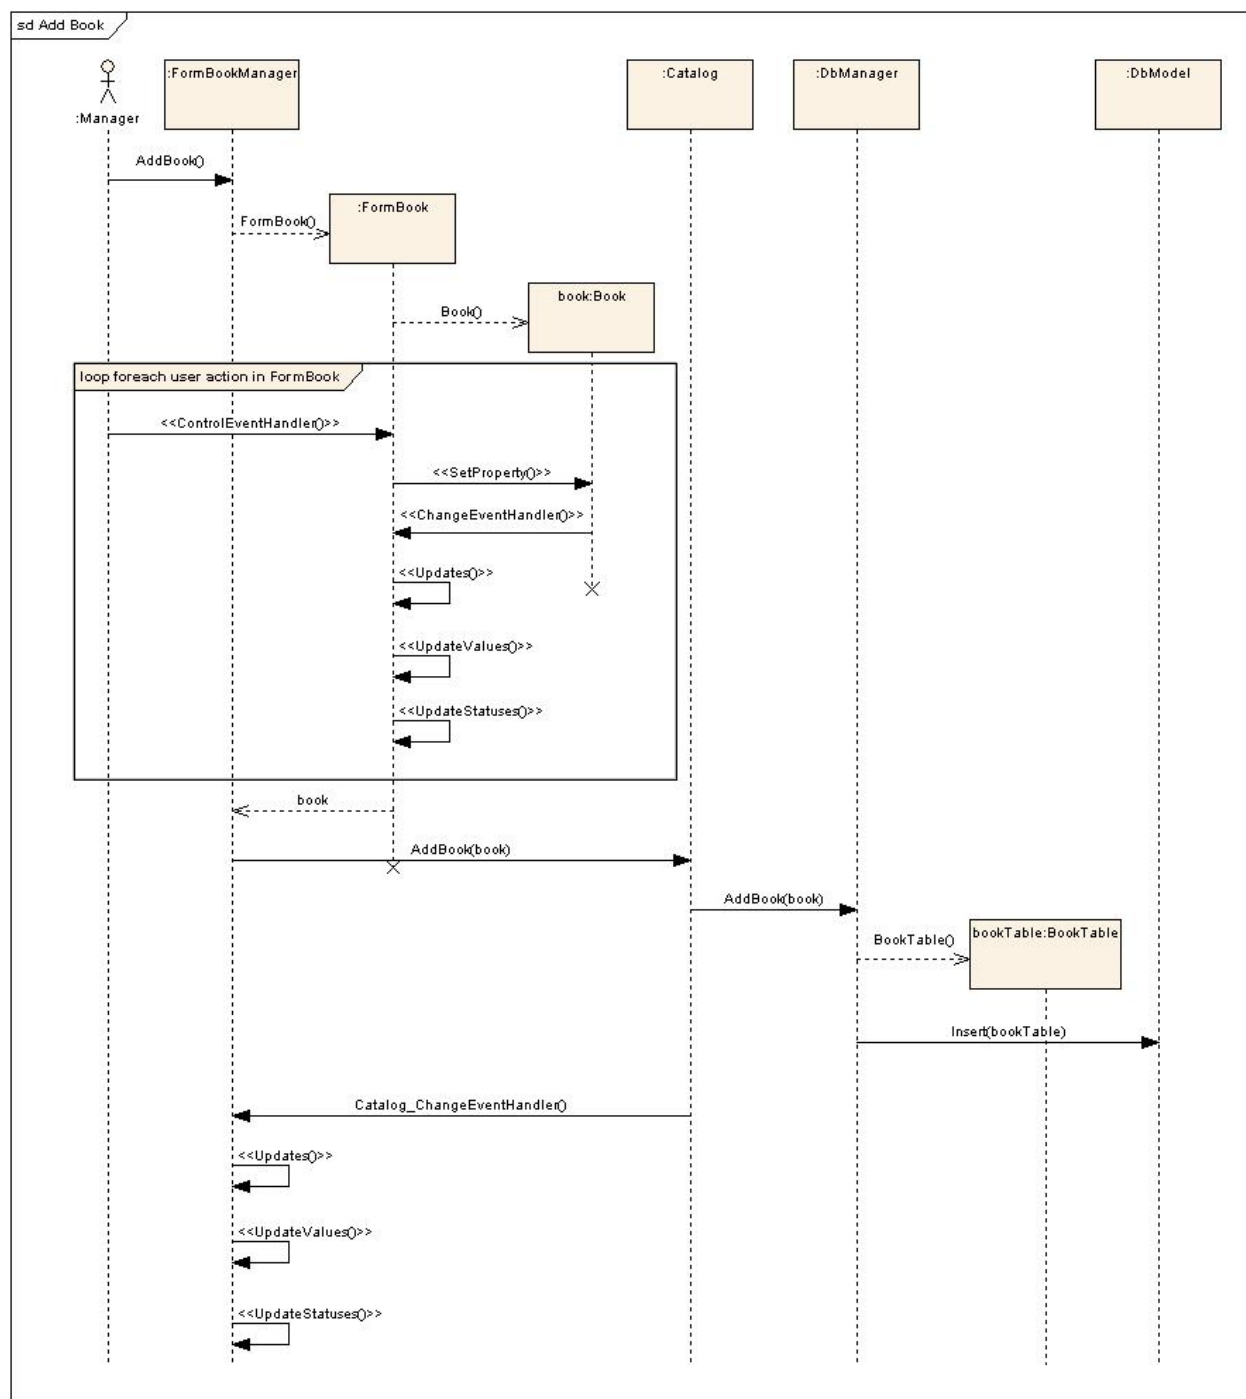 sd Add Book
:Manager
:FormBookManager
:Catalog
:DbManager
:DbModel
AddBook()
FormBook()
:FormBook
Book()
book:Book
loop foreach user action in FormBook
<<ControlEventHandler()>>
<<SetProperty()>>
<<ChangeEventHandler()>>
<<Updates()>>
<<UpdateValues()>>
<<UpdateStatuses()>>
book
AddBook(book)
AddBook(book)
BookTable()
bookTable:BookTable
Insert(bookTable)
Catalog_ChangeEventHandler()
<<Updates()>>
<<UpdateValues()>>
<<UpdateStatuses()>>